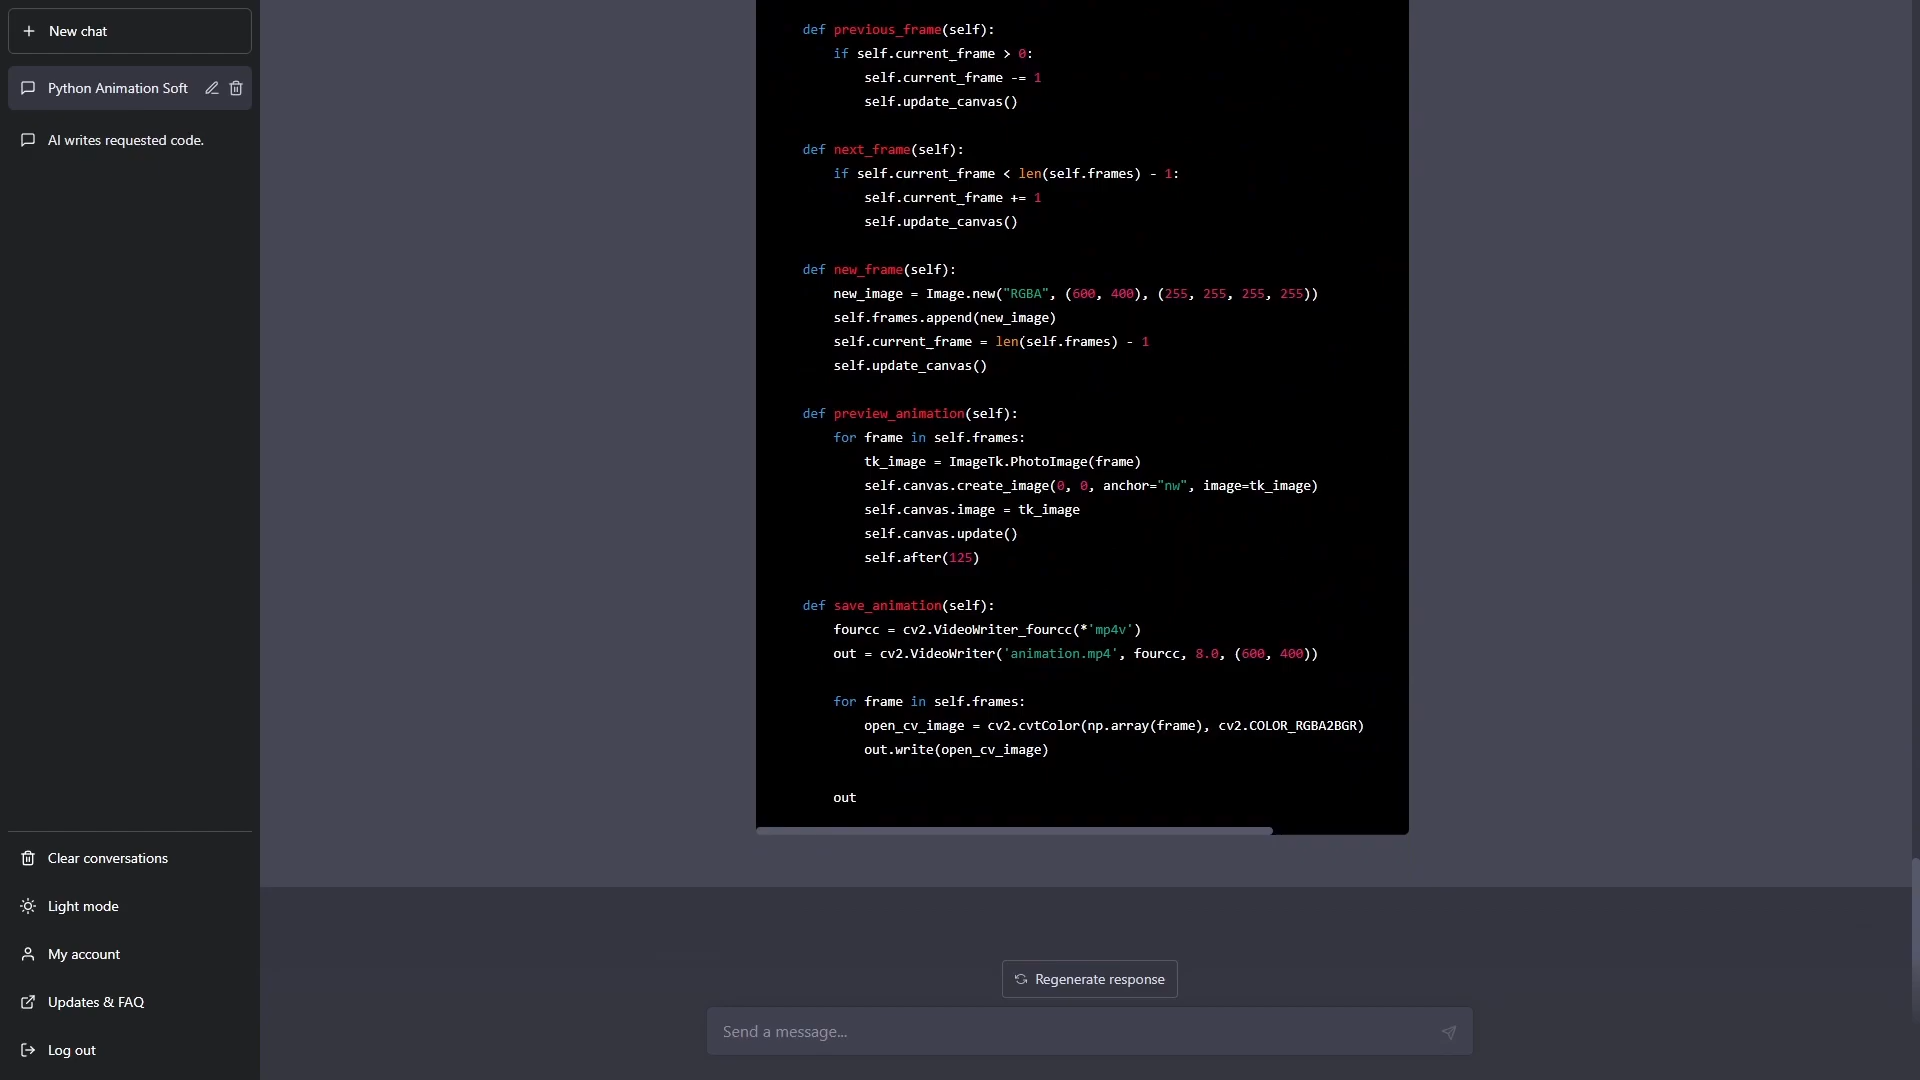 New chat
Python Animation Soft
AI writes requested code.
def previous_frame(self):
if self.current_frame > 0:
self.current_frame -= 1
self.update_canvas()
def next_frame(self):
if self.current_frame < len(self.frames) - 1:
self.current_frame += 1
self.update_canvas()
def new_frame(self):
new_image = Image.new("RGBA", (600, 400), (255, 255, 255, 255))
self.frames.append(new_image)
self.current_frame = len(self.frames) - 1
self.update_canvas()
def preview_animation(self):
for frame in self.frames:
tk_image = ImageTk.PhotoImage(frame)
self.canvas.create_image(0, 0, anchor="nw", image=tk_image)
self.canvas.image = tk_image
self.canvas.update()
self.after(125)
def save_animation(self):
fourcc = cv2.VideoWriter_fourcc(*'mp4v')
out = cv2.VideoWriter('animation.mp4', fourcc, 8.0, (600, 400))
for frame in self.frames:
open_cv_image = cv2.cvtColor(np.array(frame), cv2.COLOR_RGBA2BGR)
out.write(open_cv_image)
out
Clear conversations
Light mode
My account
Updates & FAQ
Log out
Regenerate response
Send a message...